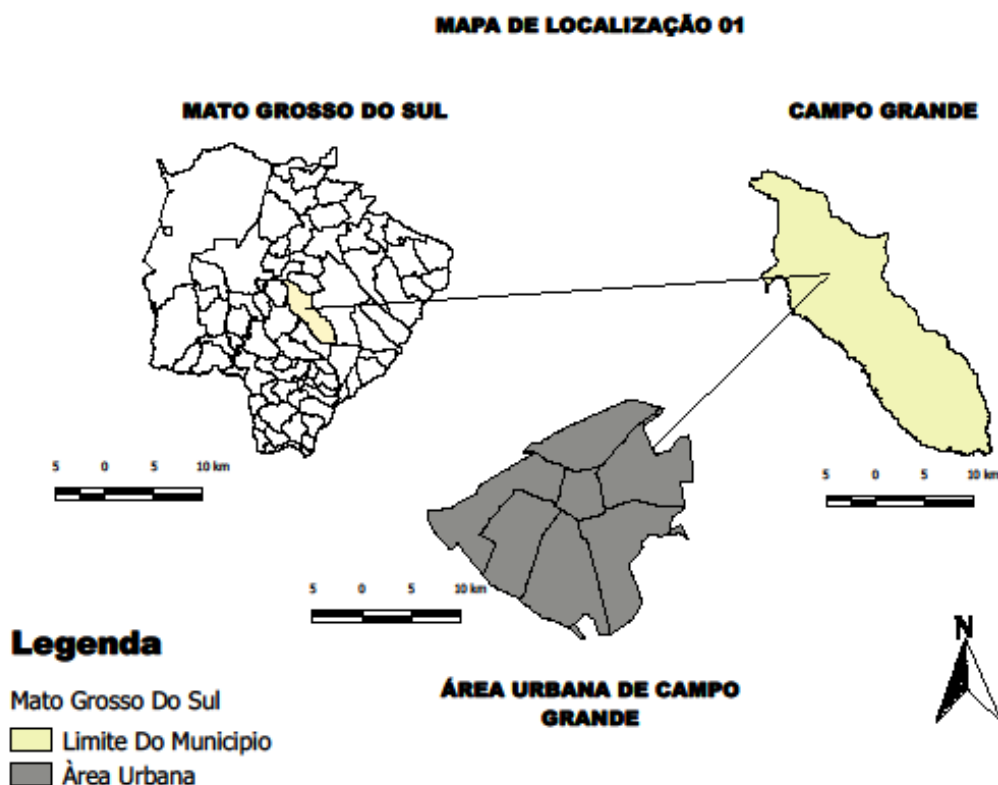 MAPA DE LOCALIZAÇÃO 01
MATO GROSSO DO SUL
CAMPO GRANDE
5 0 5 10 km
5 0 5 10 km
5 0 5 10 km
Legenda
Mato Grosso Do Sul
Limite Do Municipio
Àrea Urbana
ÁREA URBANA DE CAMPO
GRANDE
N